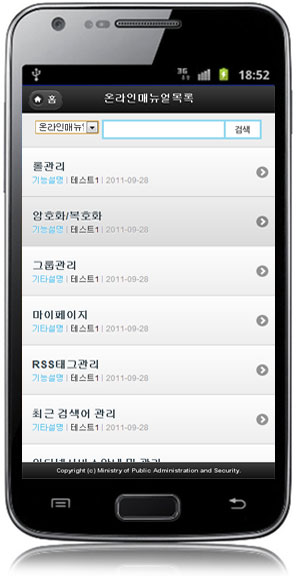 3G 18:52
홈 온라인매뉴얼목록
온라인매뉴얼 검색
롤관리
기능설명 | 테스트1 | 2011-09-28
암호화/복호화
기능설명 | 테스트1 | 2011-09-28
그룹관리
기타설명 | 테스트1 | 2011-09-28
마이페이지
기타설명 | 테스트1 | 2011-09-28
RSS태그관리
기능설명 | 테스트1 | 2011-09-28
최근 검색어 관리
기타설명 | 테스트1 | 2011-09-28
Copyright (c) Ministry of Public Administration and Security.